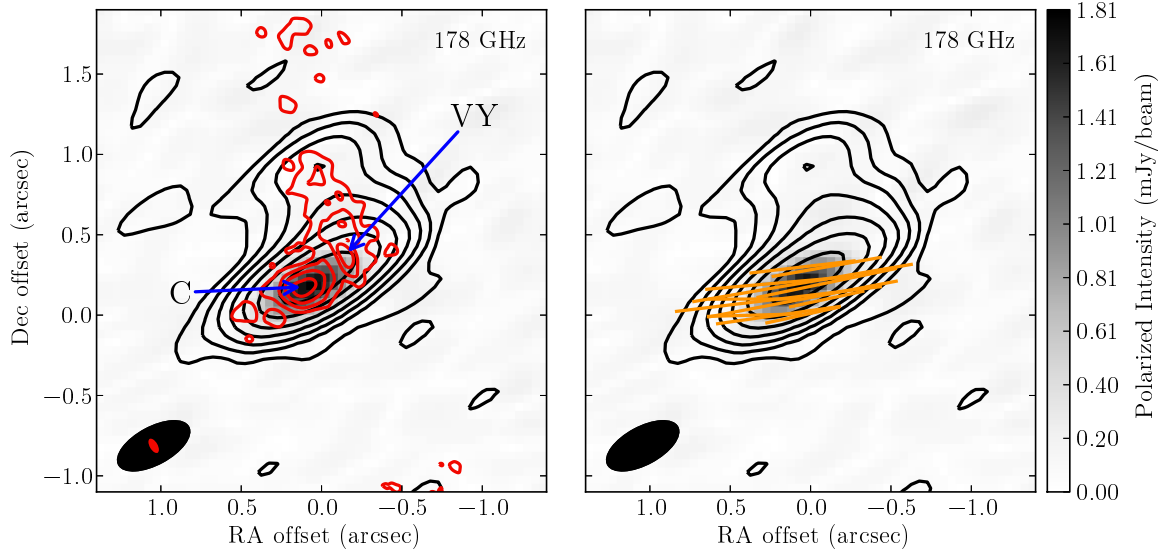 178 GHz
VY
C
Dec offset (arcsec)
1.5
1.0
0.5
0.0
−0.5
−1.0
1.0 0.5 0.0 −0.5 −1.0
RA offset (arcsec)
178 GHz
1.0 0.5 0.0 −0.5 −1.0
RA offset (arcsec)
1.81
1.61
1.41
1.21
1.01
0.81
0.61
0.40
0.20
0.00
Polarized Intensity (mJy/beam)